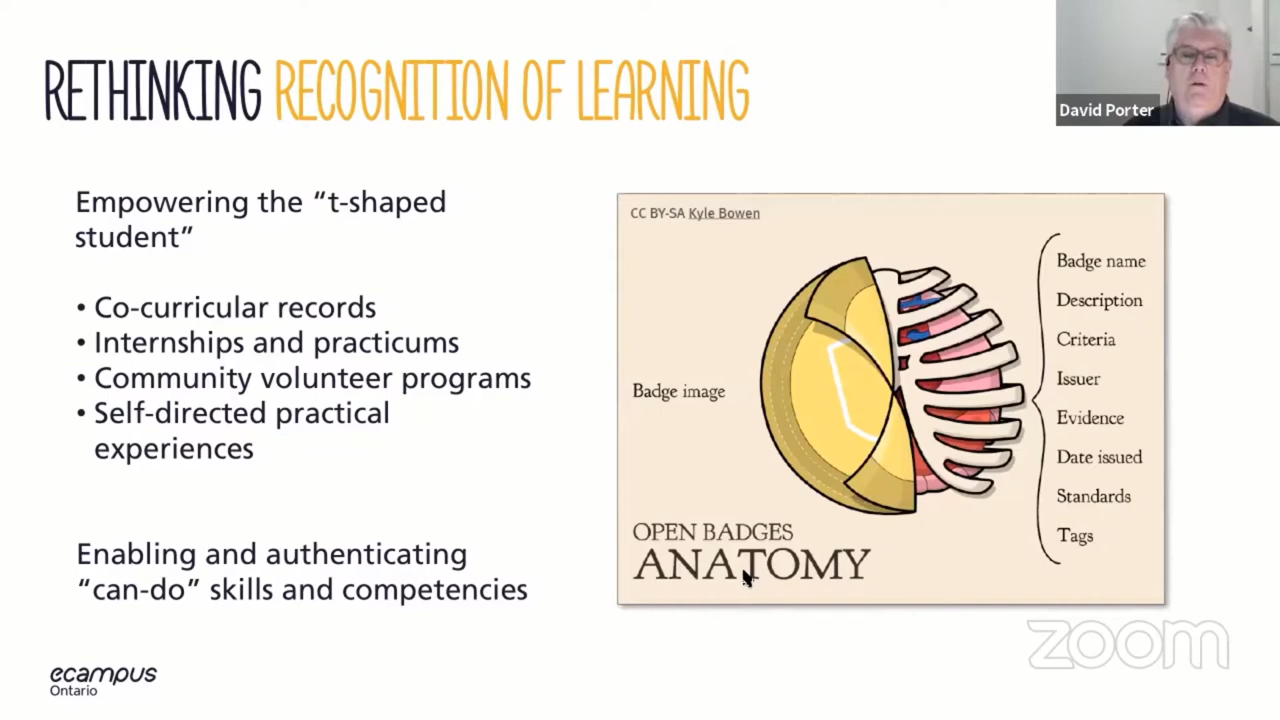 RETHINKING RECOGNITION OF LEARNING
David Porter
Empowering the “t-shaped
student”
• Co-curricular records
• Internships and practicums
• Community volunteer programs
• Self-directed practical
experiences
Enabling and authenticating
“can-do” skills and competencies
CC BY-SA Kyle Bowen
Badge image
Badge name
Description
Criteria
Issuer
Evidence
Date issued
Standards
Tags
OPEN BADGES
ANATOMY
zoom
ecampus
Ontario